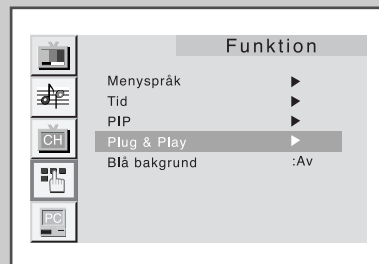 Funktion
Menyspråk ▶
Tid ▶
PIP ▶
Plug & Play ▶
CH
Blå bakgrund :Av
PC